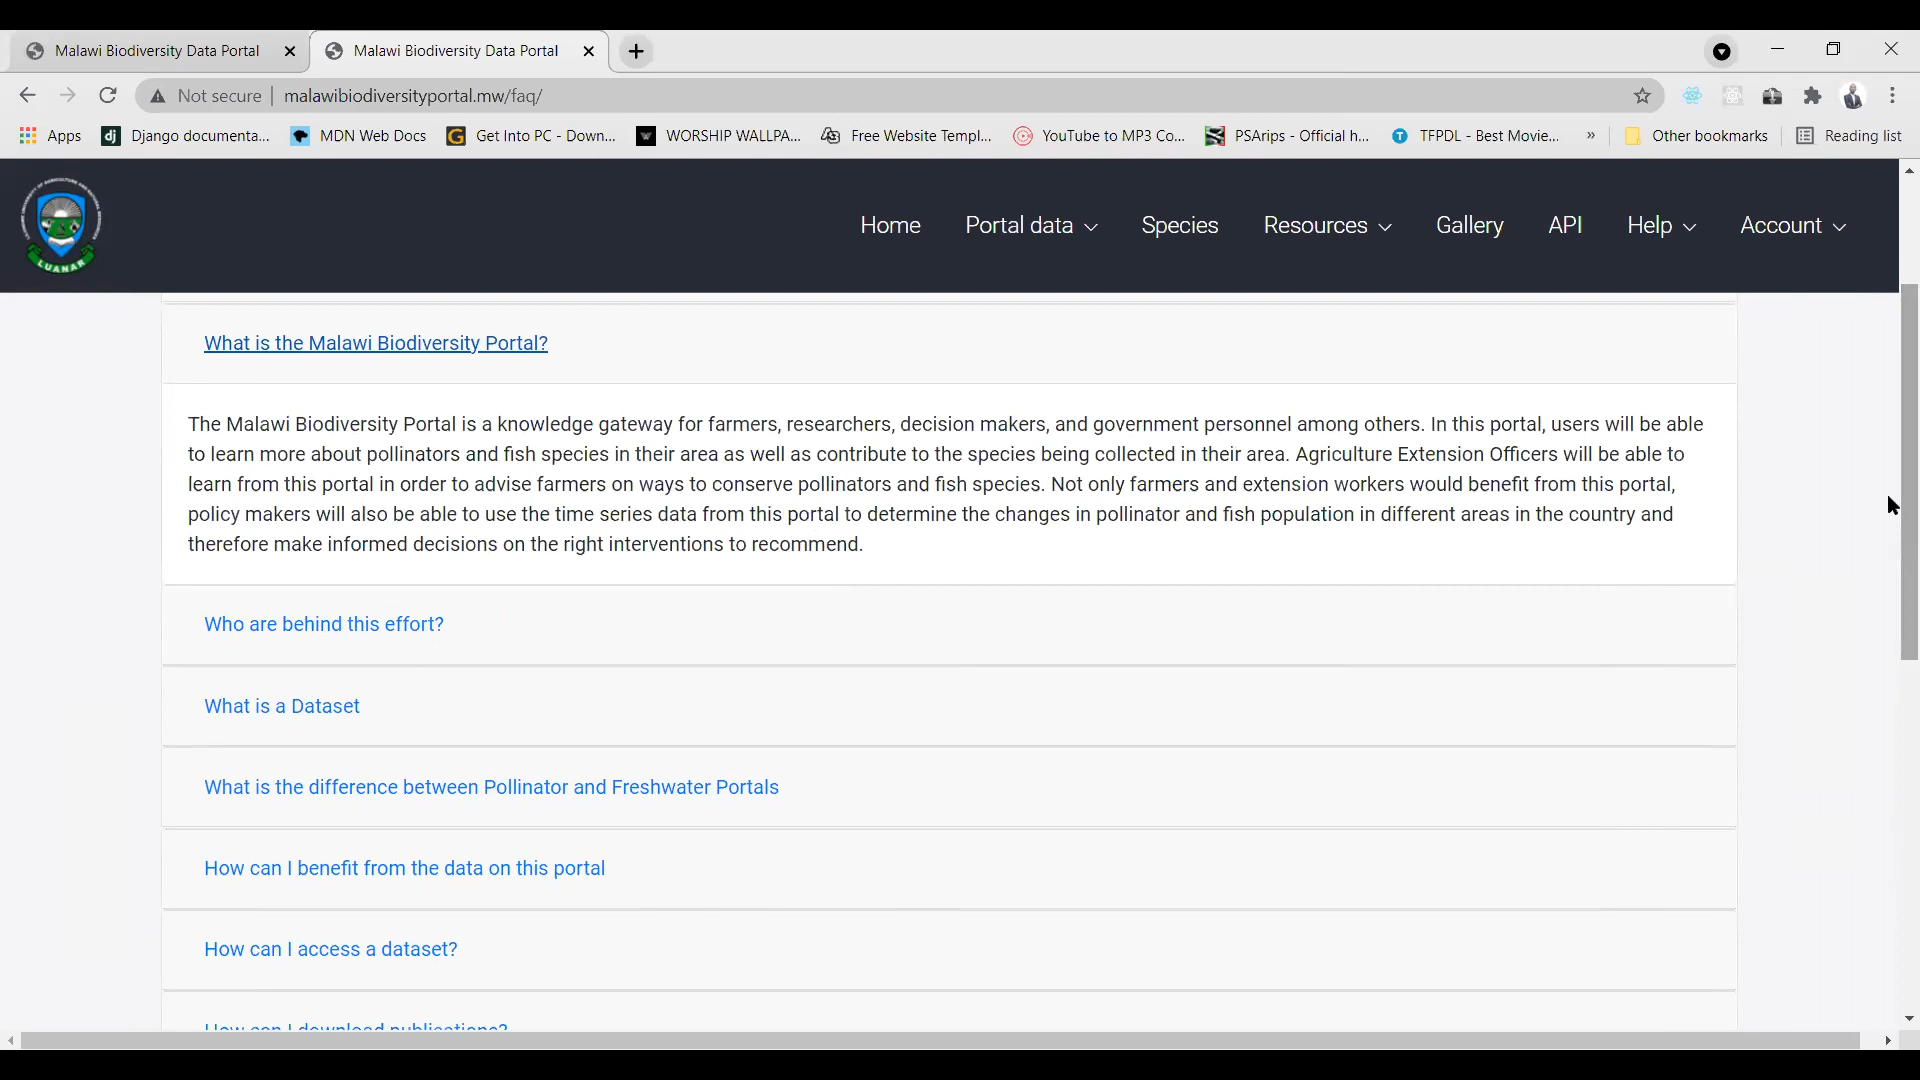 Malawi Biodiversity Data Portal
Malawi Biodiversity Data Portal
Not secure
malawibiodiversityportal.mw/faq/
Apps
dj
Django documenta...
MDN Web Docs
G
Get Into PC - Down...
WORSHIP WALLPA...
Free Website Templ...
YouTube to MP3 Co...
PSArips - Official h...
T
TFPDL - Best Movie...
»
Other bookmarks
Reading list
LUANAR
Home
Portal data
Species
Resources
Gallery
API
Help
Account
What is the Malawi Biodiversity Portal?
The Malawi Biodiversity Portal is a knowledge gateway for farmers, researchers, decision makers, and government personnel among others. In this portal, users will be able
to learn more about pollinators and fish species in their area as well as contribute to the species being collected in their area. Agriculture Extension Officers will be able to
learn from this portal in order to advise farmers on ways to conserve pollinators and fish species. Not only farmers and extension workers would benefit from this portal,
policy makers will also be able to use the time series data from this portal to determine the changes in pollinator and fish population in different areas in the country and
therefore make informed decisions on the right interventions to recommend.
Who are behind this effort?
What is a Dataset
What is the difference between Pollinator and Freshwater Portals
How can I benefit from the data on this portal
How can I access a dataset?
How can I download publications?